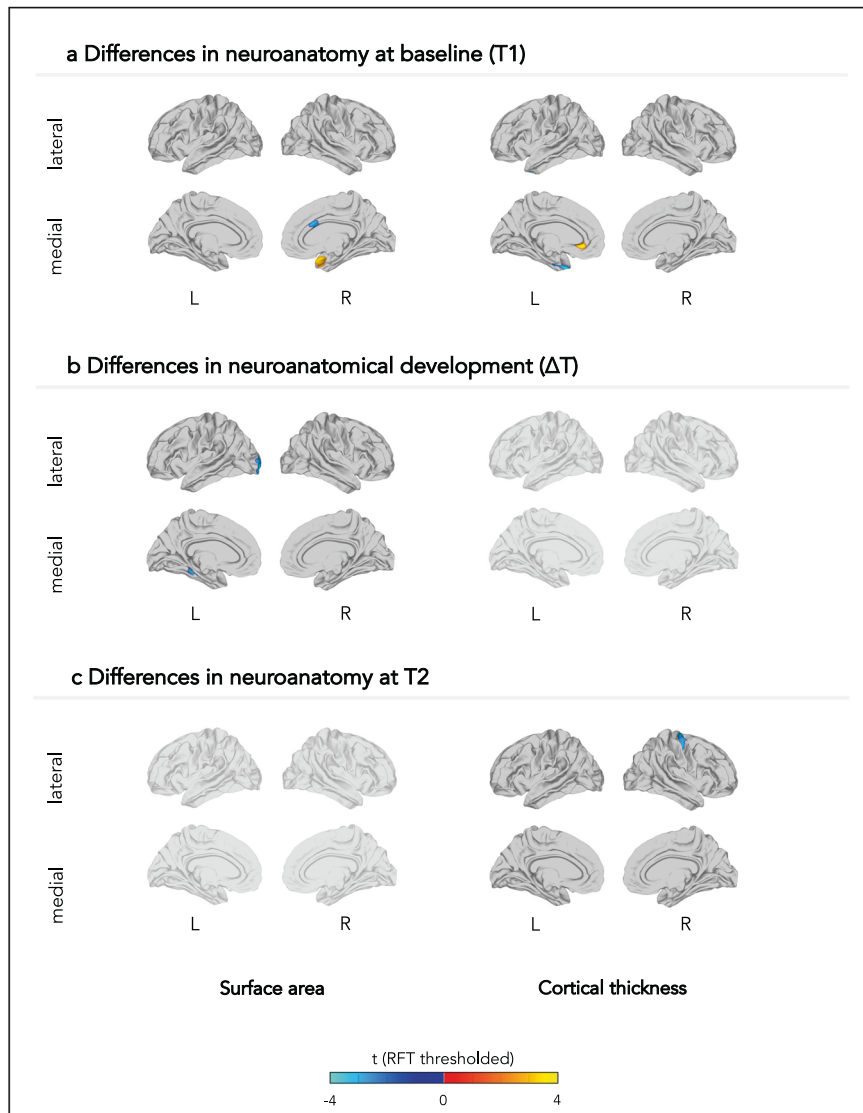 a Differences in neuroanatomy at baseline (T1)
lateral
medial
L R L R
b Differences in neuroanatomical development (ΔT)
lateral
medial
L R L R
c Differences in neuroanatomy at T2
lateral
medial
L R L R
Surface area Cortical thickness
t (RFT thresholded)
-4 0 4